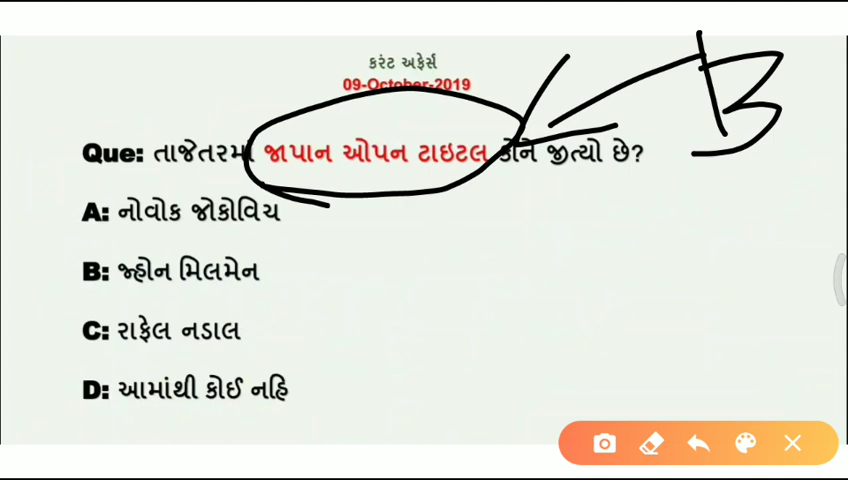 કરંટ અફેર્સ
09-October-2019
Que: તાજેતરમાં જાપાન ઓપન ટાઇટલ કોને જીત્યો છે?
B
A: નોવોક જોકોવિચ
B: જ્હોન મિલમેન
C: રાફેલ નડાલ
D: આમાંથી કોઈ નહિ